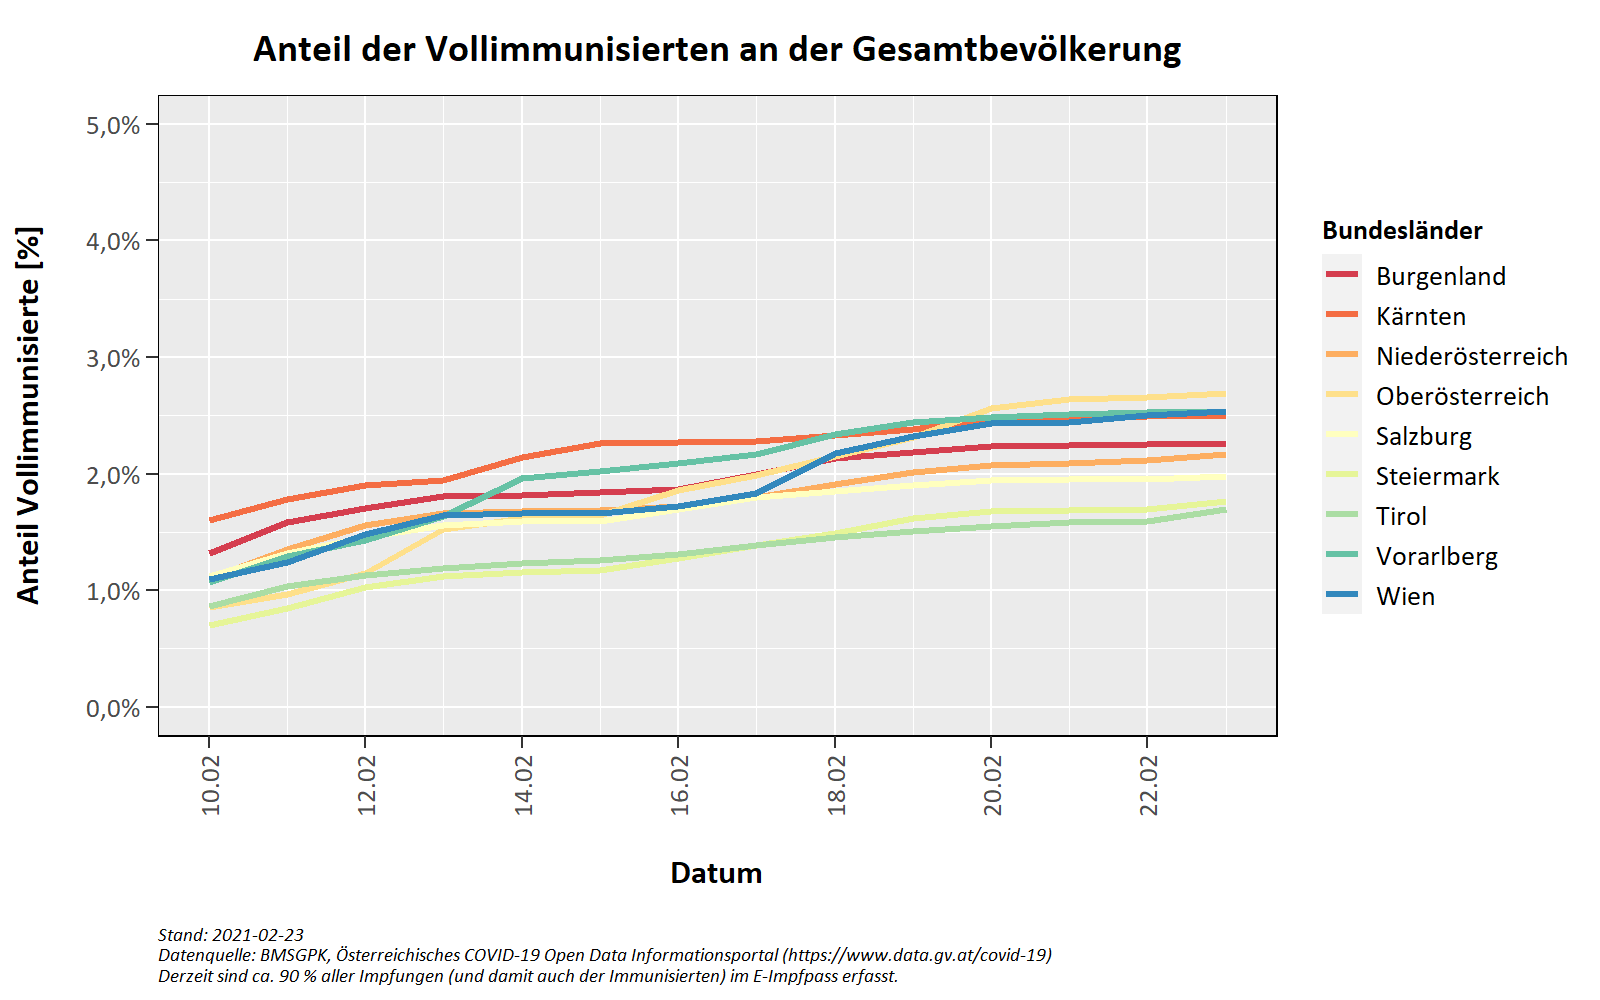 Anteil der Vollimmunisierten an der Gesamtbevölkerung
Anteil Vollimmunisierte [%]
5,0%
4,0%
3,0%
2,0%
1,0%
0,0%
10.02
12.02
14.02
16.02
18.02
20.02
22.02
Datum
Bundesländer
Burgenland
Kärnten
Niederösterreich
Oberösterreich
Salzburg
Steiermark
Tirol
Vorarlberg
Wien
Stand: 2021-02-23
Datenquelle: BMSGPK, Österreichisches COVID-19 Open Data Informationsportal (https://www.data.gv.at/covid-19)
Derzeit sind ca. 90 % aller Impfungen (und damit auch der Immunisierten) im E-Impfpass erfasst.